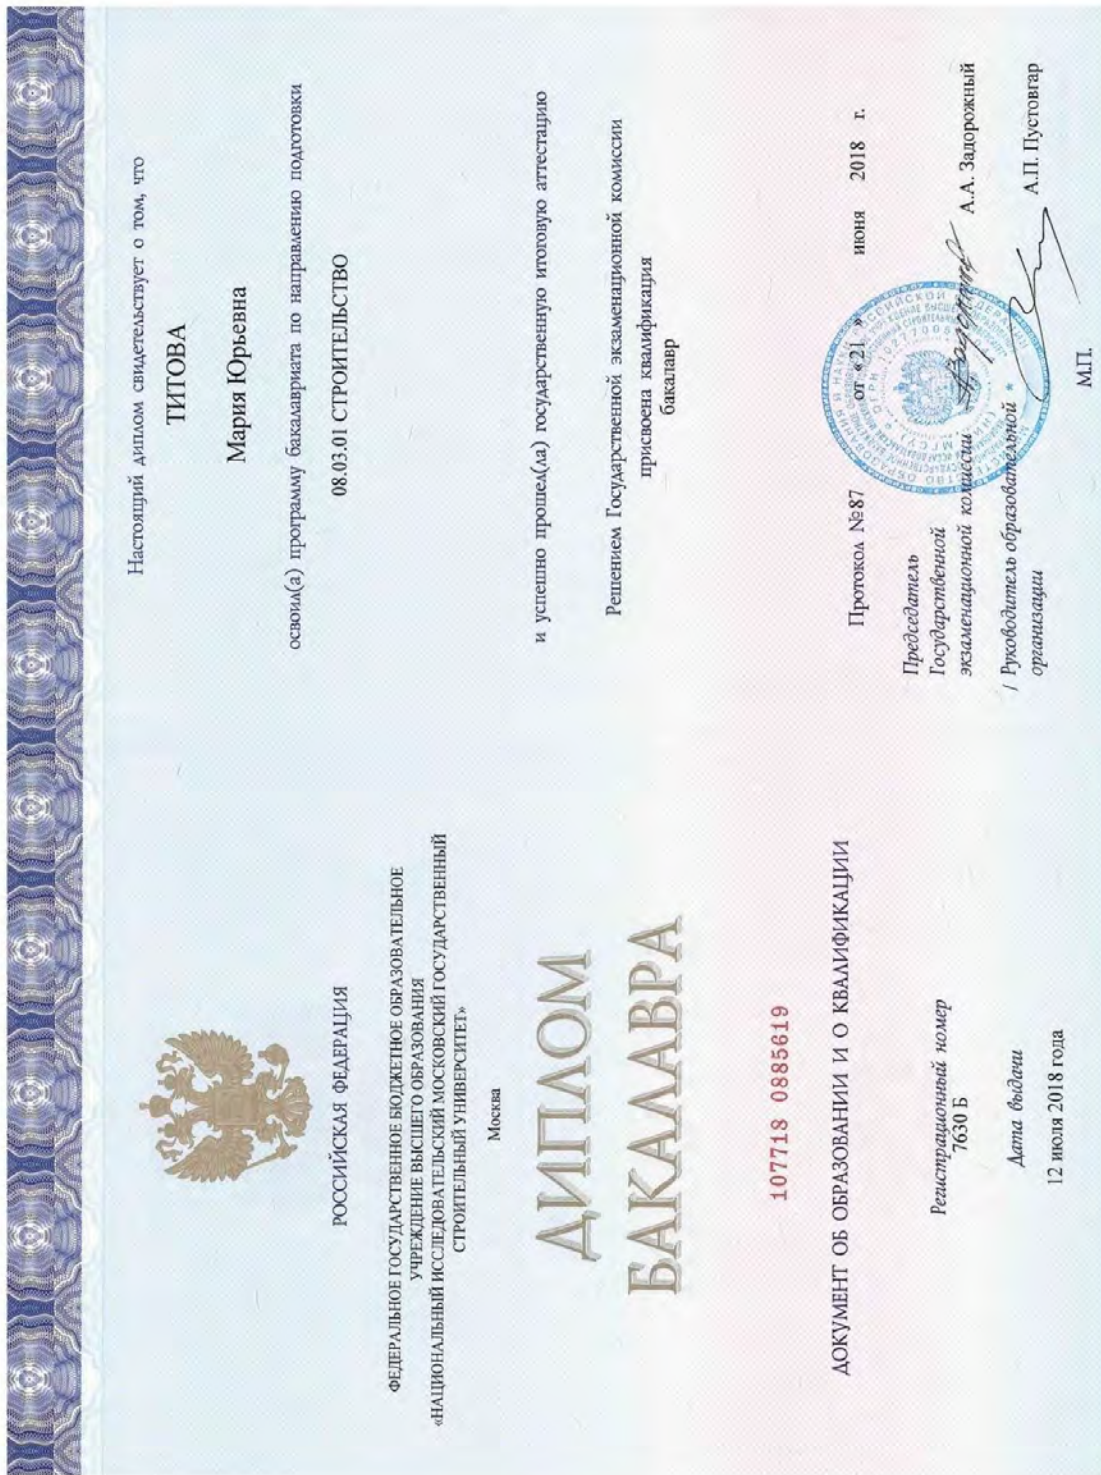 РОССИЙСКАЯ ФЕДЕРАЦИЯ
ФЕДЕРАЛЬНОЕ ГОСУДАРСТВЕННОЕ БЮДЖЕТНОЕ ОБРАЗОВАТЕЛЬНОЕ
УЧРЕЖДЕНИЕ ВЫСШЕГО ОБРАЗОВАНИЯ
«НАЦИОНАЛЬНЫЙ ИССЛЕДОВАТЕЛЬСКИЙ МОСКОВСКИЙ ГОСУДАРСТВЕННЫЙ
СТРОИТЕЛЬНЫЙ УНИВЕРСИТЕТ»
Москва
ДИПЛОМ
БАКАЛАВРА
107718 0885619
ДОКУМЕНТ ОБ ОБРАЗОВАНИИ И О КВАЛИФИКАЦИИ
Регистрационный номер
7630 Б
Дата выдачи
12 июля 2018 года
Настоящий диплом свидетельствует о том, что
ТИТОВА
Мария Юрьевна
освоил(а) программу бакалавриата по направлению подготовки
08.03.01 СТРОИТЕЛЬСТВО
и успешно прошел(ла) государственную итоговую аттестацию
Решением Государственной экзаменационной комиссии
присвоена квалификация
бакалавр
Протокол №87 от «21 » июня 2018 г.
Председатель
Государственной
экзаменационной комиссии А.А. Задорожный
/ Руководитель образовательной А.П. Пустовгар
организации
М.П.